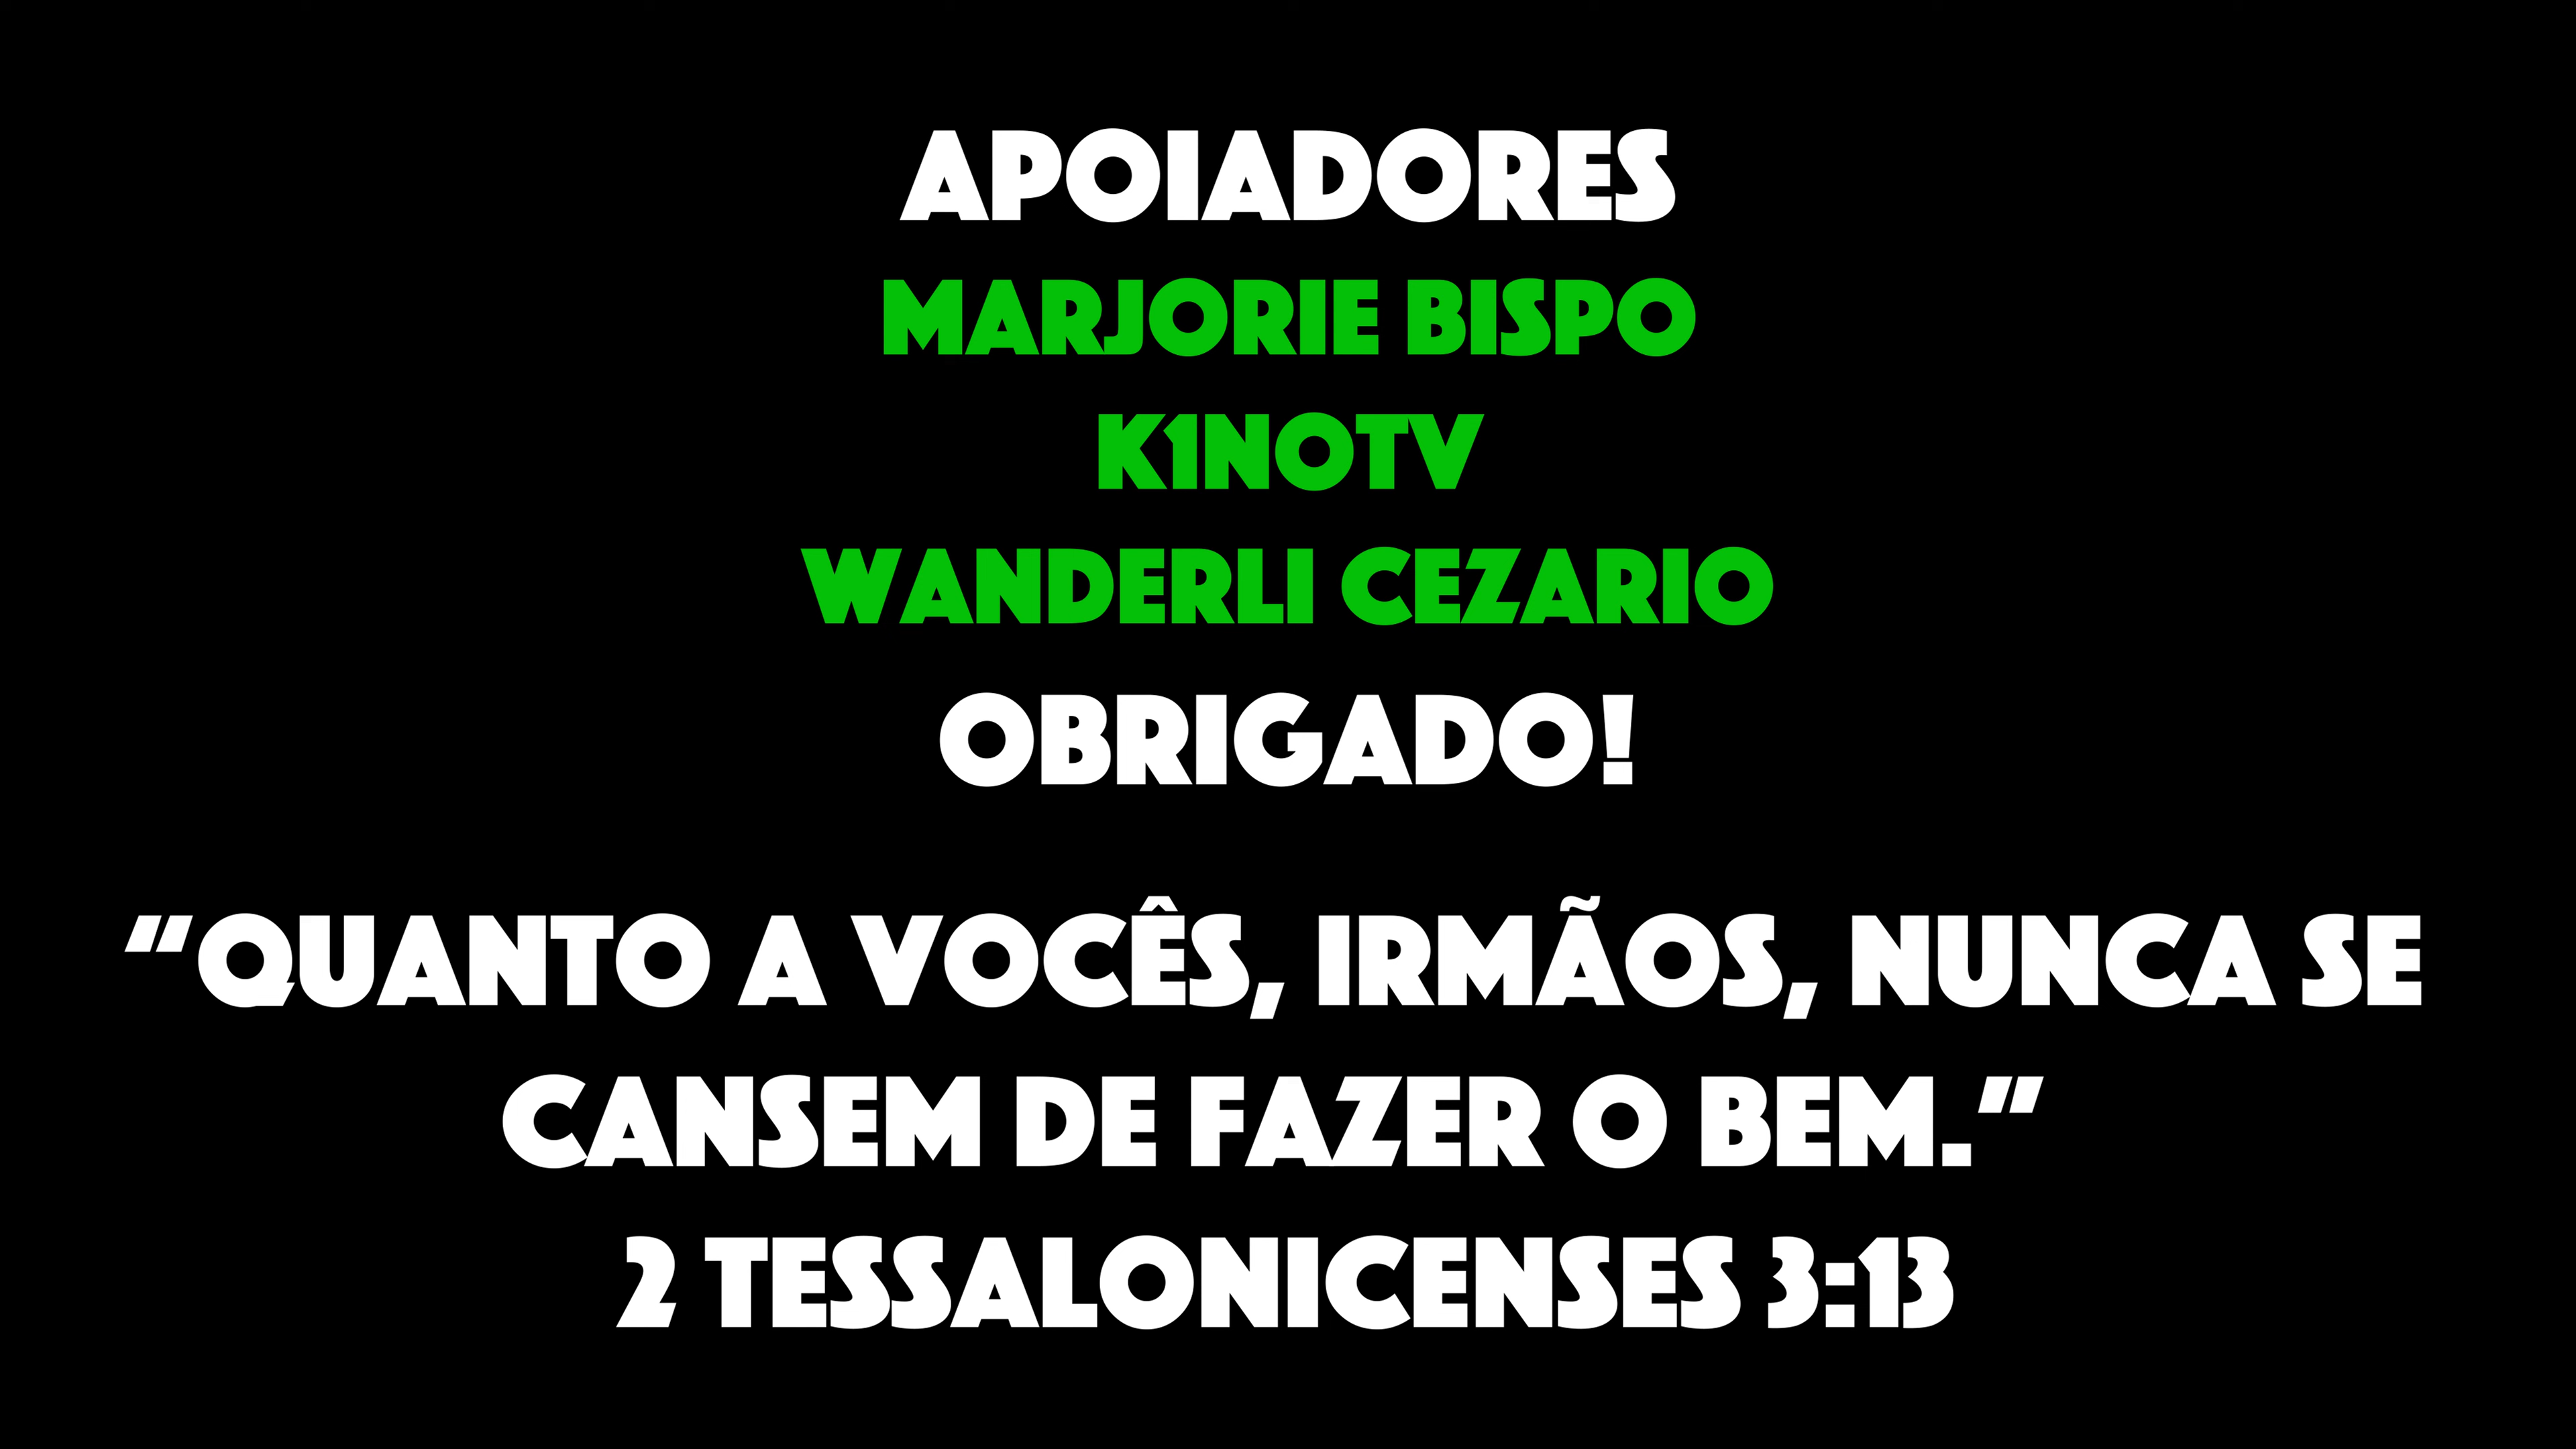 APOIADORES
MARJORIE BISPO
K1NOTV
WANDERLI CEZARIO
OBRIGADO!
“QUANTO A VOCÊS, IRMÃOS, NUNCA SE
CANSEM DE FAZER O BEM.”
2 TESSALONICENSES 3:13